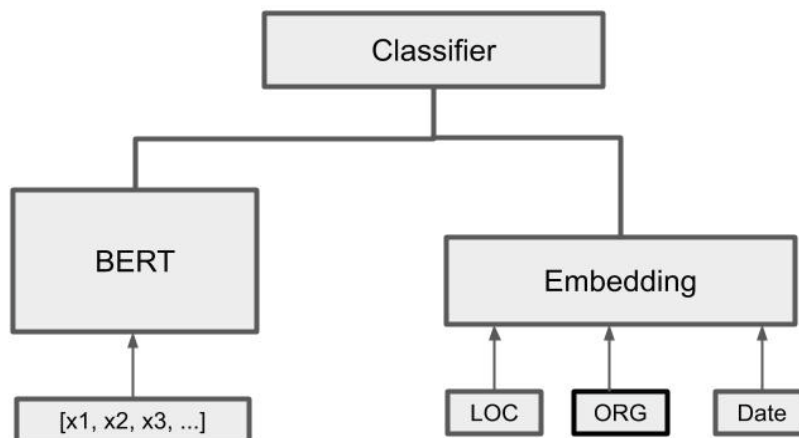 Classifier
BERT
Embedding
[x1, x2, x3, ...]
LOC
ORG
Date